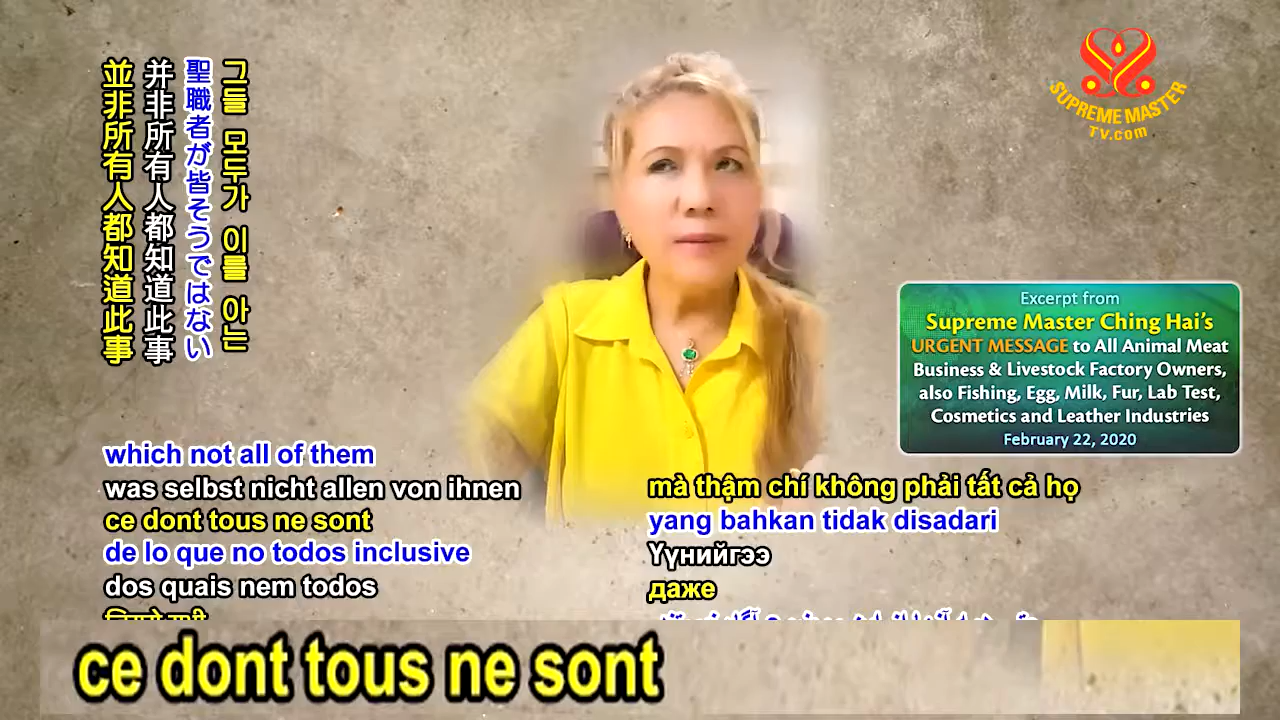 그들 모두가 이를 아는
聖職者が皆そうではない
并非所有人都知道此事
並非所有人都知道此事
SUPREME MASTER
TV.com
Excerpt from
Supreme Master Ching Hai's
URGENT MESSAGE to All Animal Meat
Business & Livestock Factory Owners,
also Fishing, Egg, Milk, Fur, Lab Test,
Cosmetics and Leather Industries
February 22, 2020
which not all of them
was selbst nicht allen von ihnen
ce dont tous ne sont
de lo que no todos inclusive
dos quais nem todos
mà thậm chí không phải tất cả họ
yang bahkan tidak disadari
Үүнийгээ
даже
ce dont tous ne sont